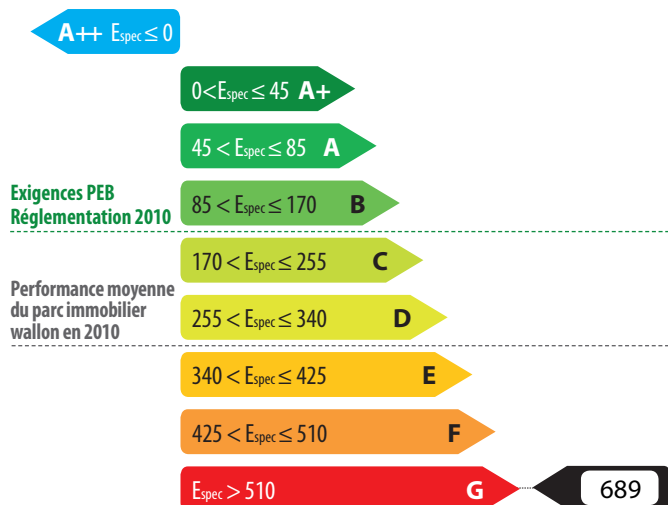 A++ Espec ≤ 0
0<Espec ≤ 45 A+
45 < Espec ≤ 85 A
Exigences PEB
Réglementation 2010
85 < Espec ≤ 170 B
170 < Espec ≤ 255 C
Performance moyenne
du parc immobilier
wallon en 2010
255 < Espec ≤ 340 D
340 < Espec ≤ 425 E
425 < Espec ≤ 510 F
Espec > 510 G 689